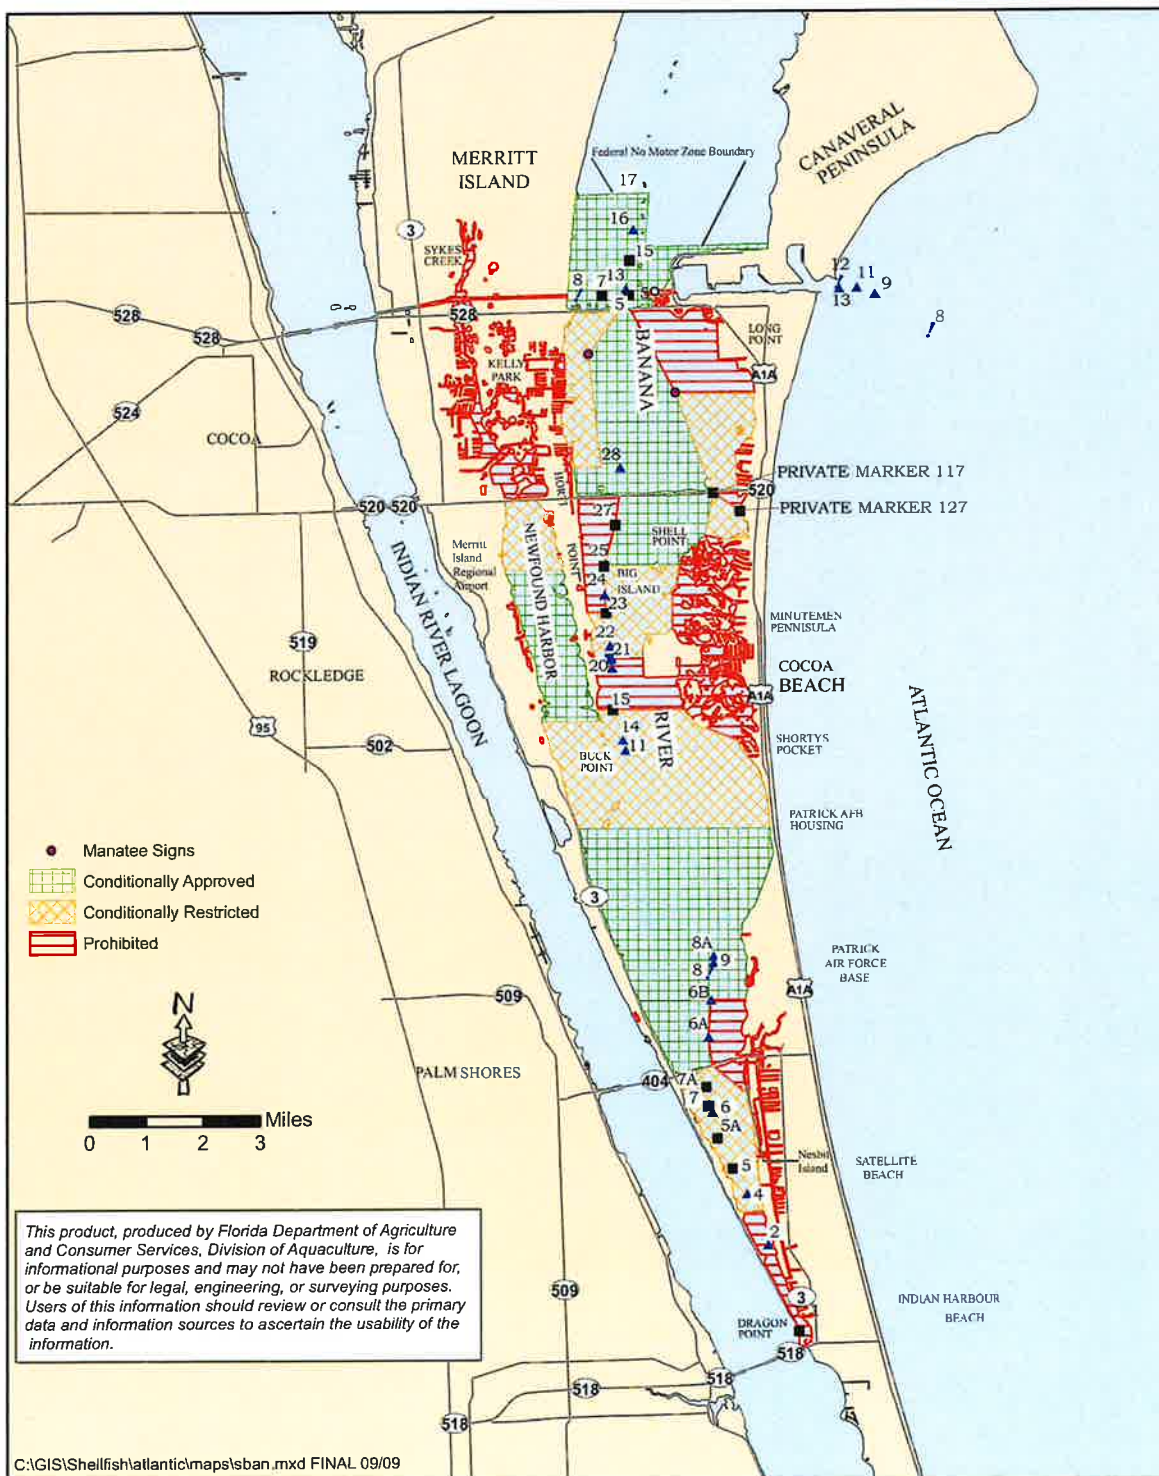 Federal No Motor Zone Boundary
CANAVERAL
PENINSULA
MERRITT
ISLAND
17
16
3
SYKES
CREEK
15
13
8
7
5
12
11
9
13
8
528
528
528
LONG
POINT
KELLY
PARK
BANANA
A1A
524
COCOA
28
PRIVATE MARKER 117
520
520
520
PRIVATE MARKER 127
27
SHELL
POINT
NEWFOUND HARBOR
POINT
Merritt
Island
Regional
Airport
INDIAN RIVER LAGOON
25
BIG
ISLAND
24
23
MINUTEMEN
PENNISULA
519
22
21
20
ROCKLEDGE
COCOA
BEACH
A1A
ATLANTIC OCEAN
15
RIVER
95
502
14
11
BUCK
POINT
SHORTYS
POCKET
PATRICK AFB
HOUSING
Manatee Signs
Conditionally Approved
Conditionally Restricted
Prohibited
3
8A
9
8
PATRICK
AIR FORCE
BASE
A1A
509
6B
6A
N
PALM SHORES
404
7A
7
6
5A
Miles
0 1 2 3
5
Nesbit
Island
SATELLITE
BEACH
4
2
This product, produced by Florida Department of Agriculture
and Consumer Services, Division of Aquaculture, is for
informational purposes and may not have been prepared for,
or be suitable for legal, engineering, or surveying purposes.
Users of this information should review or consult the primary
data and information sources to ascertain the usability of the
information.
509
3
INDIAN HARBOUR
BEACH
DRAGON
POINT
518
518
518
518
C:\GIS\Shellfish\atlantic\maps\sban.mxd FINAL 09/09